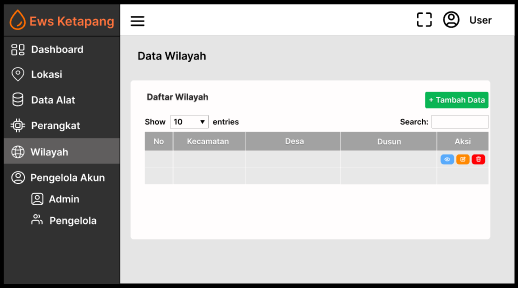 Ews Ketapang
User
Dashboard
Lokasi
Data Alat
Perangkat
Wilayah
Pengelola Akun
Admin
Pengelola
Data Wilayah
Daftar Wilayah
+ Tambah Data
Show 10 entries
Search:
No Kecamatan Desa Dusun Aksi